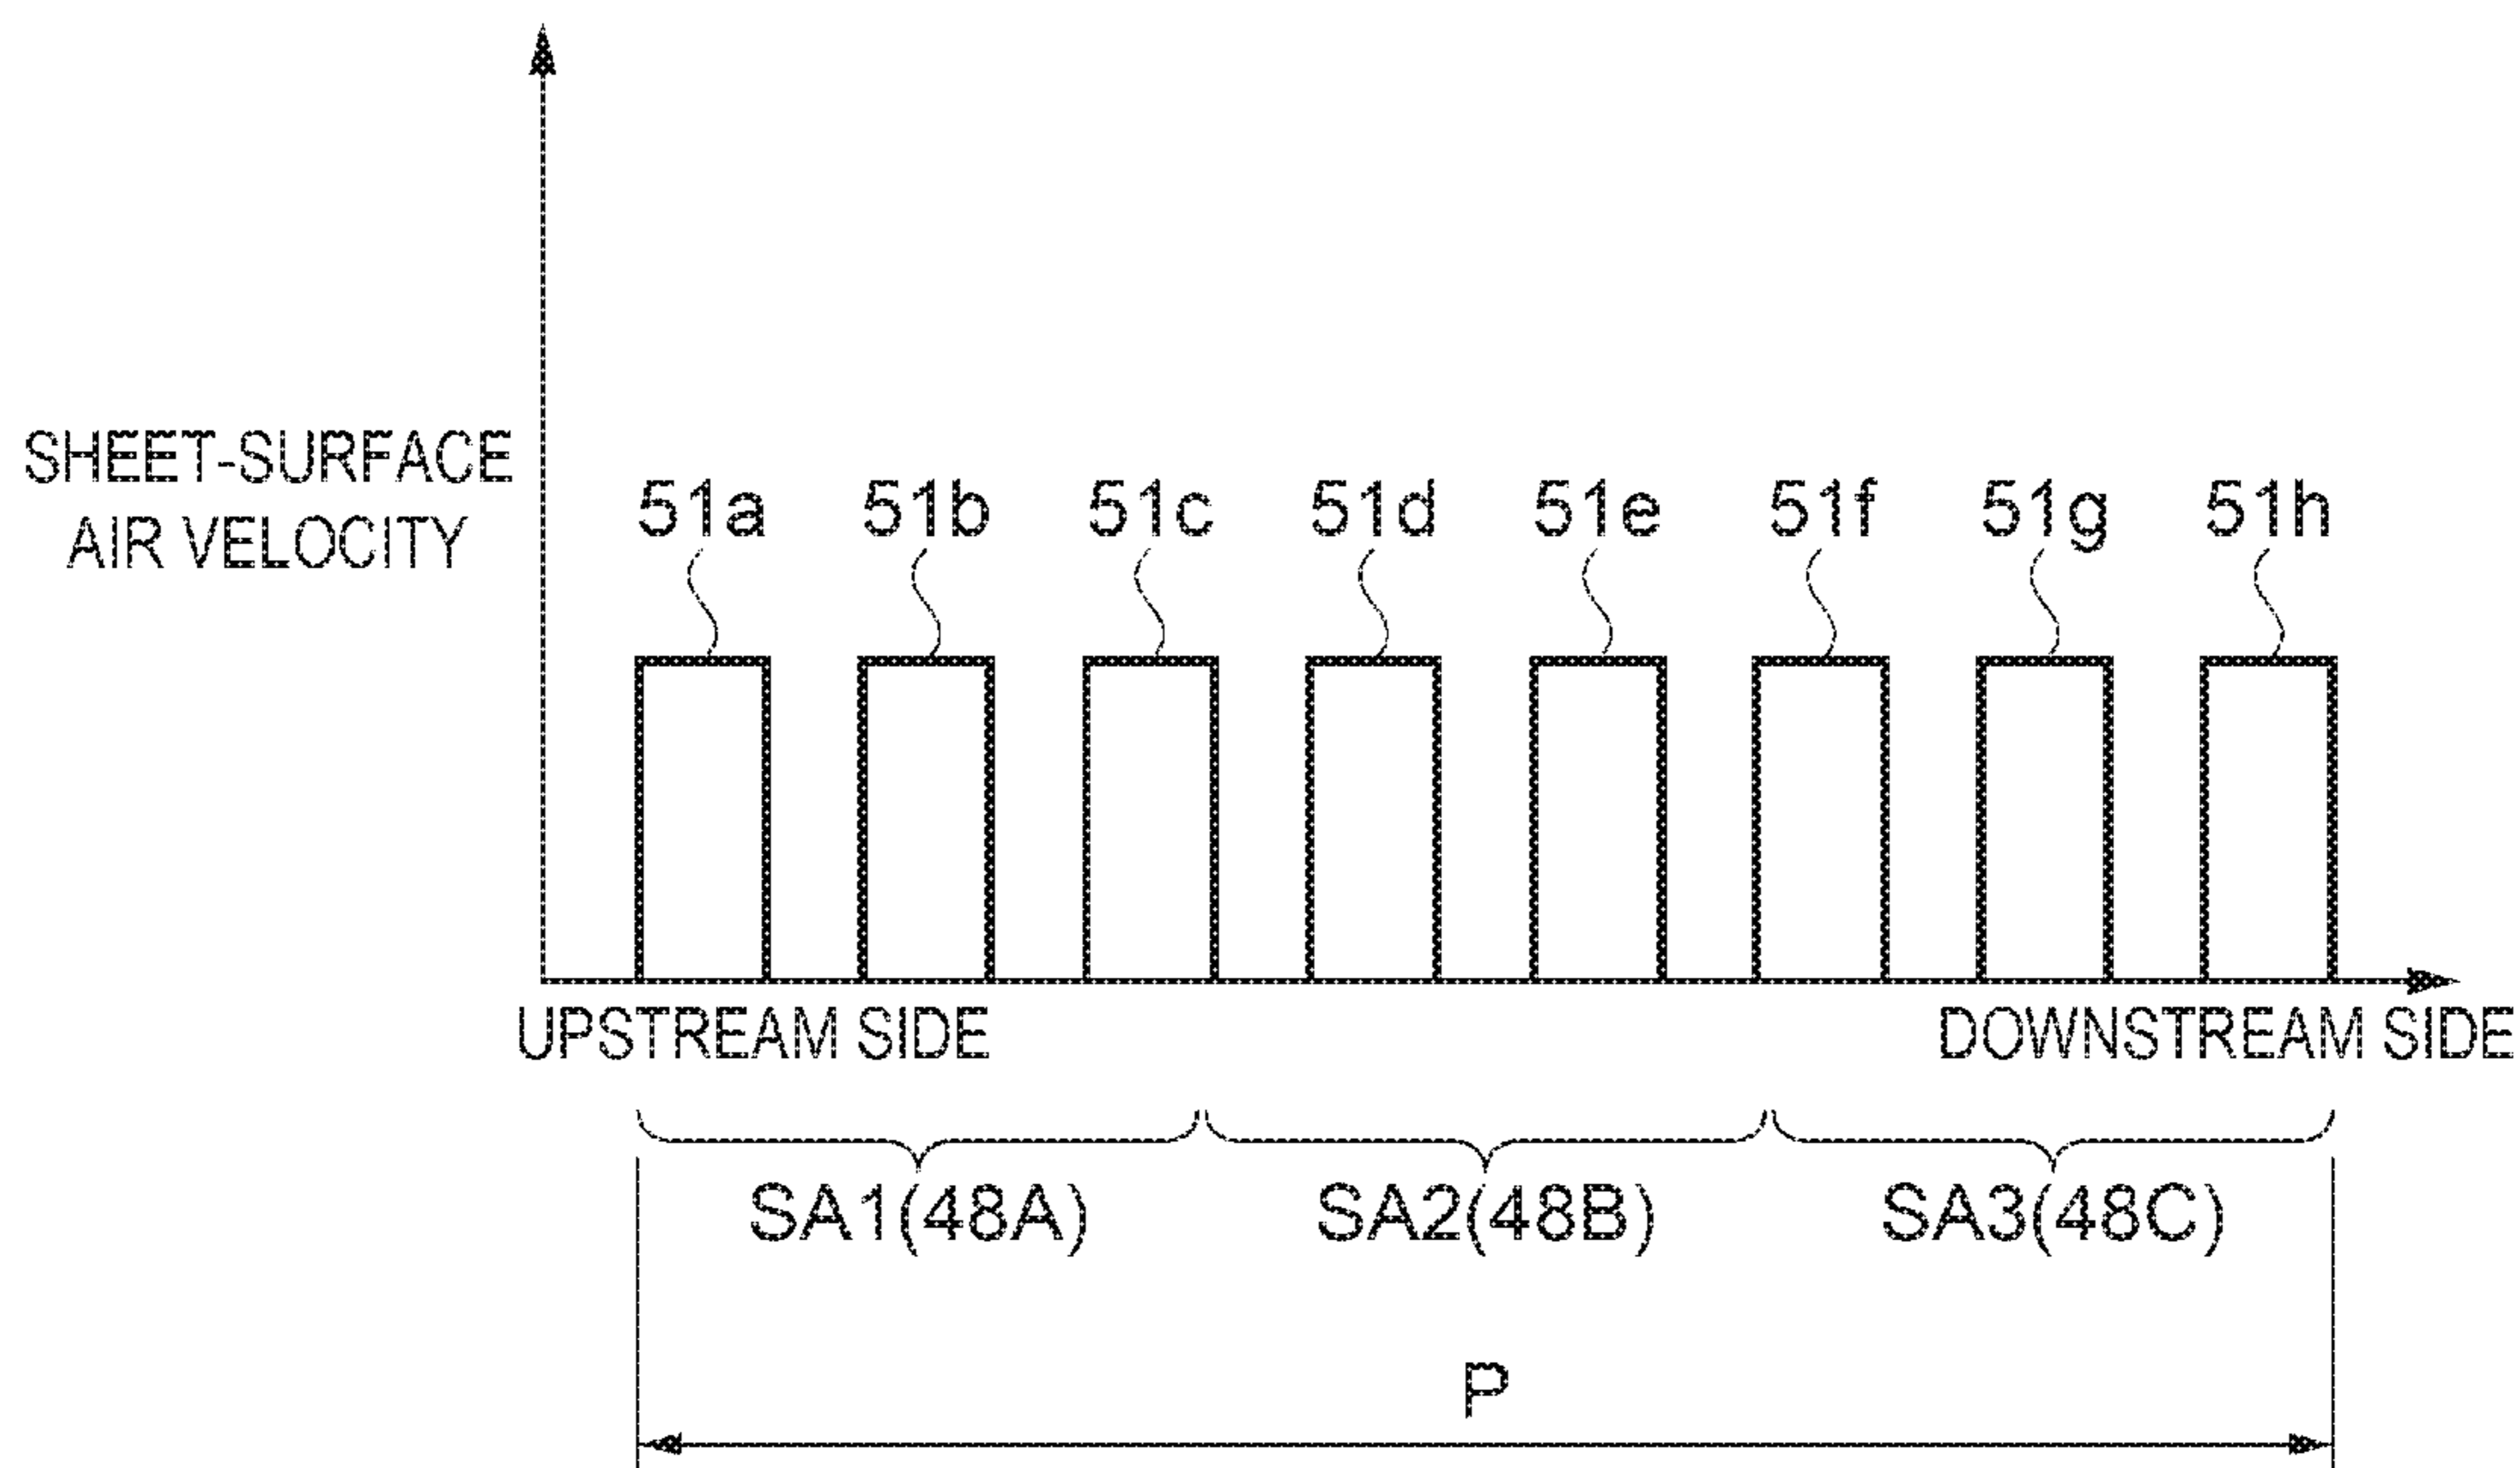 SHEET-SURFACE
AIR VELOCITY
51a 51b 51c 51d 51e 51f 51g 51h
UPSTREAM SIDE DOWNSTREAM SIDE
SA1(48A) SA2(48B) SA3(48C)
P